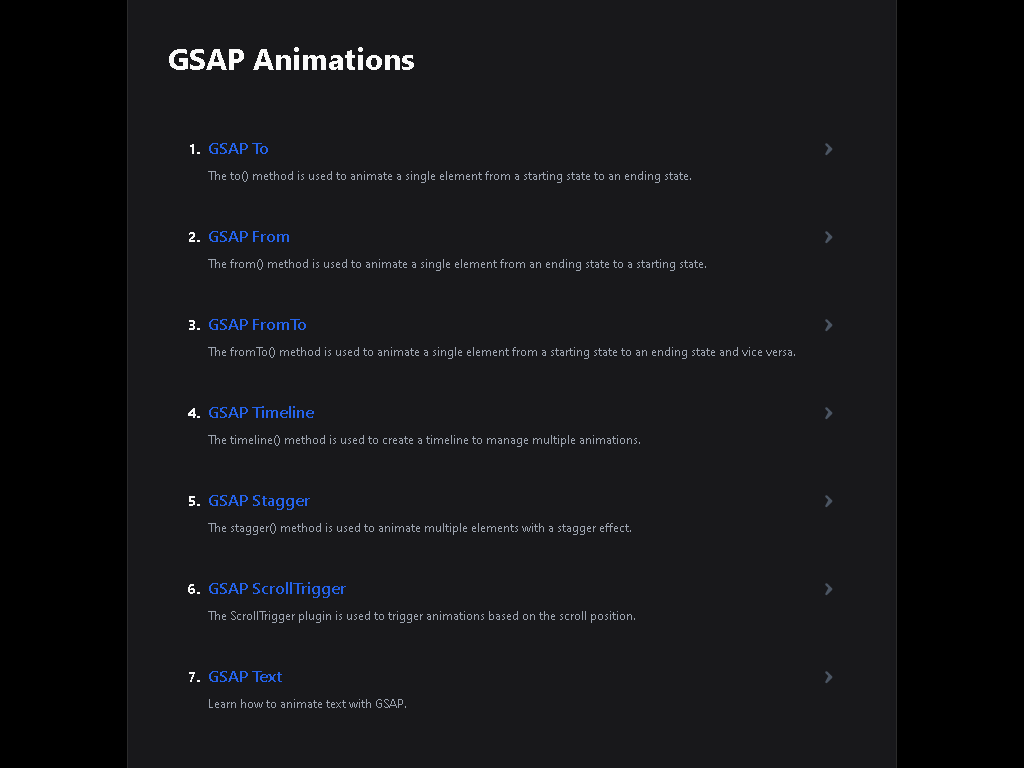 GSAP Animations
1. GSAP To
The to() method is used to animate a single element from a starting state to an ending state.
2. GSAP From
The from() method is used to animate a single element from an ending state to a starting state.
3. GSAP FromTo
The fromTo() method is used to animate a single element from a starting state to an ending state and vice versa.
4. GSAP Timeline
The timeline() method is used to create a timeline to manage multiple animations.
5. GSAP Stagger
The stagger() method is used to animate multiple elements with a stagger effect.
6. GSAP ScrollTrigger
The ScrollTrigger plugin is used to trigger animations based on the scroll position.
7. GSAP Text
Learn how to animate text with GSAP.